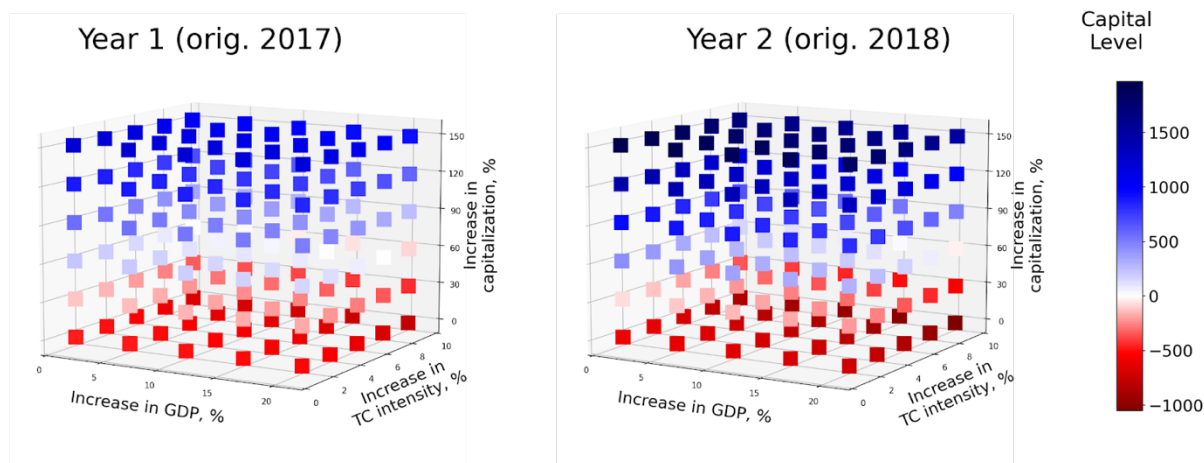 Year 1 (orig. 2017)
150
120
90
60
30
0
Increase in
capitalization, %
0
5
10
15
20
Increase in GDP, %
0
2
4
6
8
10
Increase in
TC intensity, %
Year 2 (orig. 2018)
150
120
90
60
30
0
Increase in
capitalization, %
0
5
10
15
20
Increase in GDP, %
0
2
4
6
8
10
Increase in
TC intensity, %
Capital
Level
1500
1000
500
0
−500
−1000